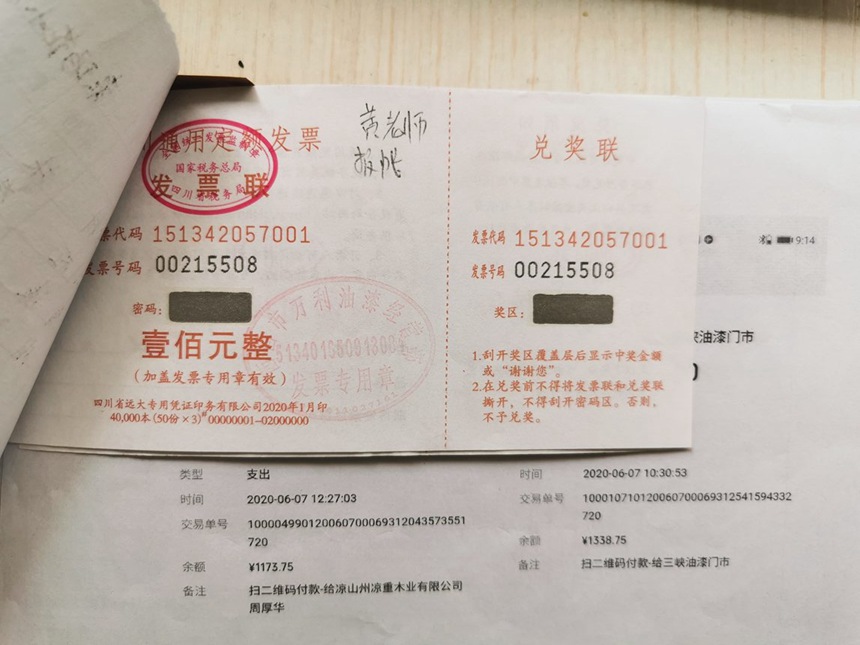 通用定额发票
国家税务总局
四川省税务局
发票联
票代码 151342057001
发票号码 00215508
密码：
壹佰元整
（加盖发票专用章有效）
四川省远大专用凭证印务有限公司2020年1月印
40,000本(50份×3)#00000001-02000000
市万利油漆经
发票专用章
黄老师
报帐
兑奖联
发票代码 151342057001
发票号码 00215508
奖区：
1.刮开奖区覆盖层后显示中奖金额
或“谢谢您”。
2.在兑奖前不得将发票联和兑奖联
撕开，不得刮开密码区。否则，
不予兑奖。
9:14
峡油漆门市
类型 支出
时间 2020-06-07 12:27:03
交易单号 100004990120060700069312043573551
720
余额 ¥1173.75
备注 扫二维码付款-给凉山州凉重木业有限公司
周厚华
时间 2020-06-07 10:30:53
交易单号 1000107101200607000069312541594332
720
余额 ¥1338.75
备注 扫二维码付款-给三峡油漆门市